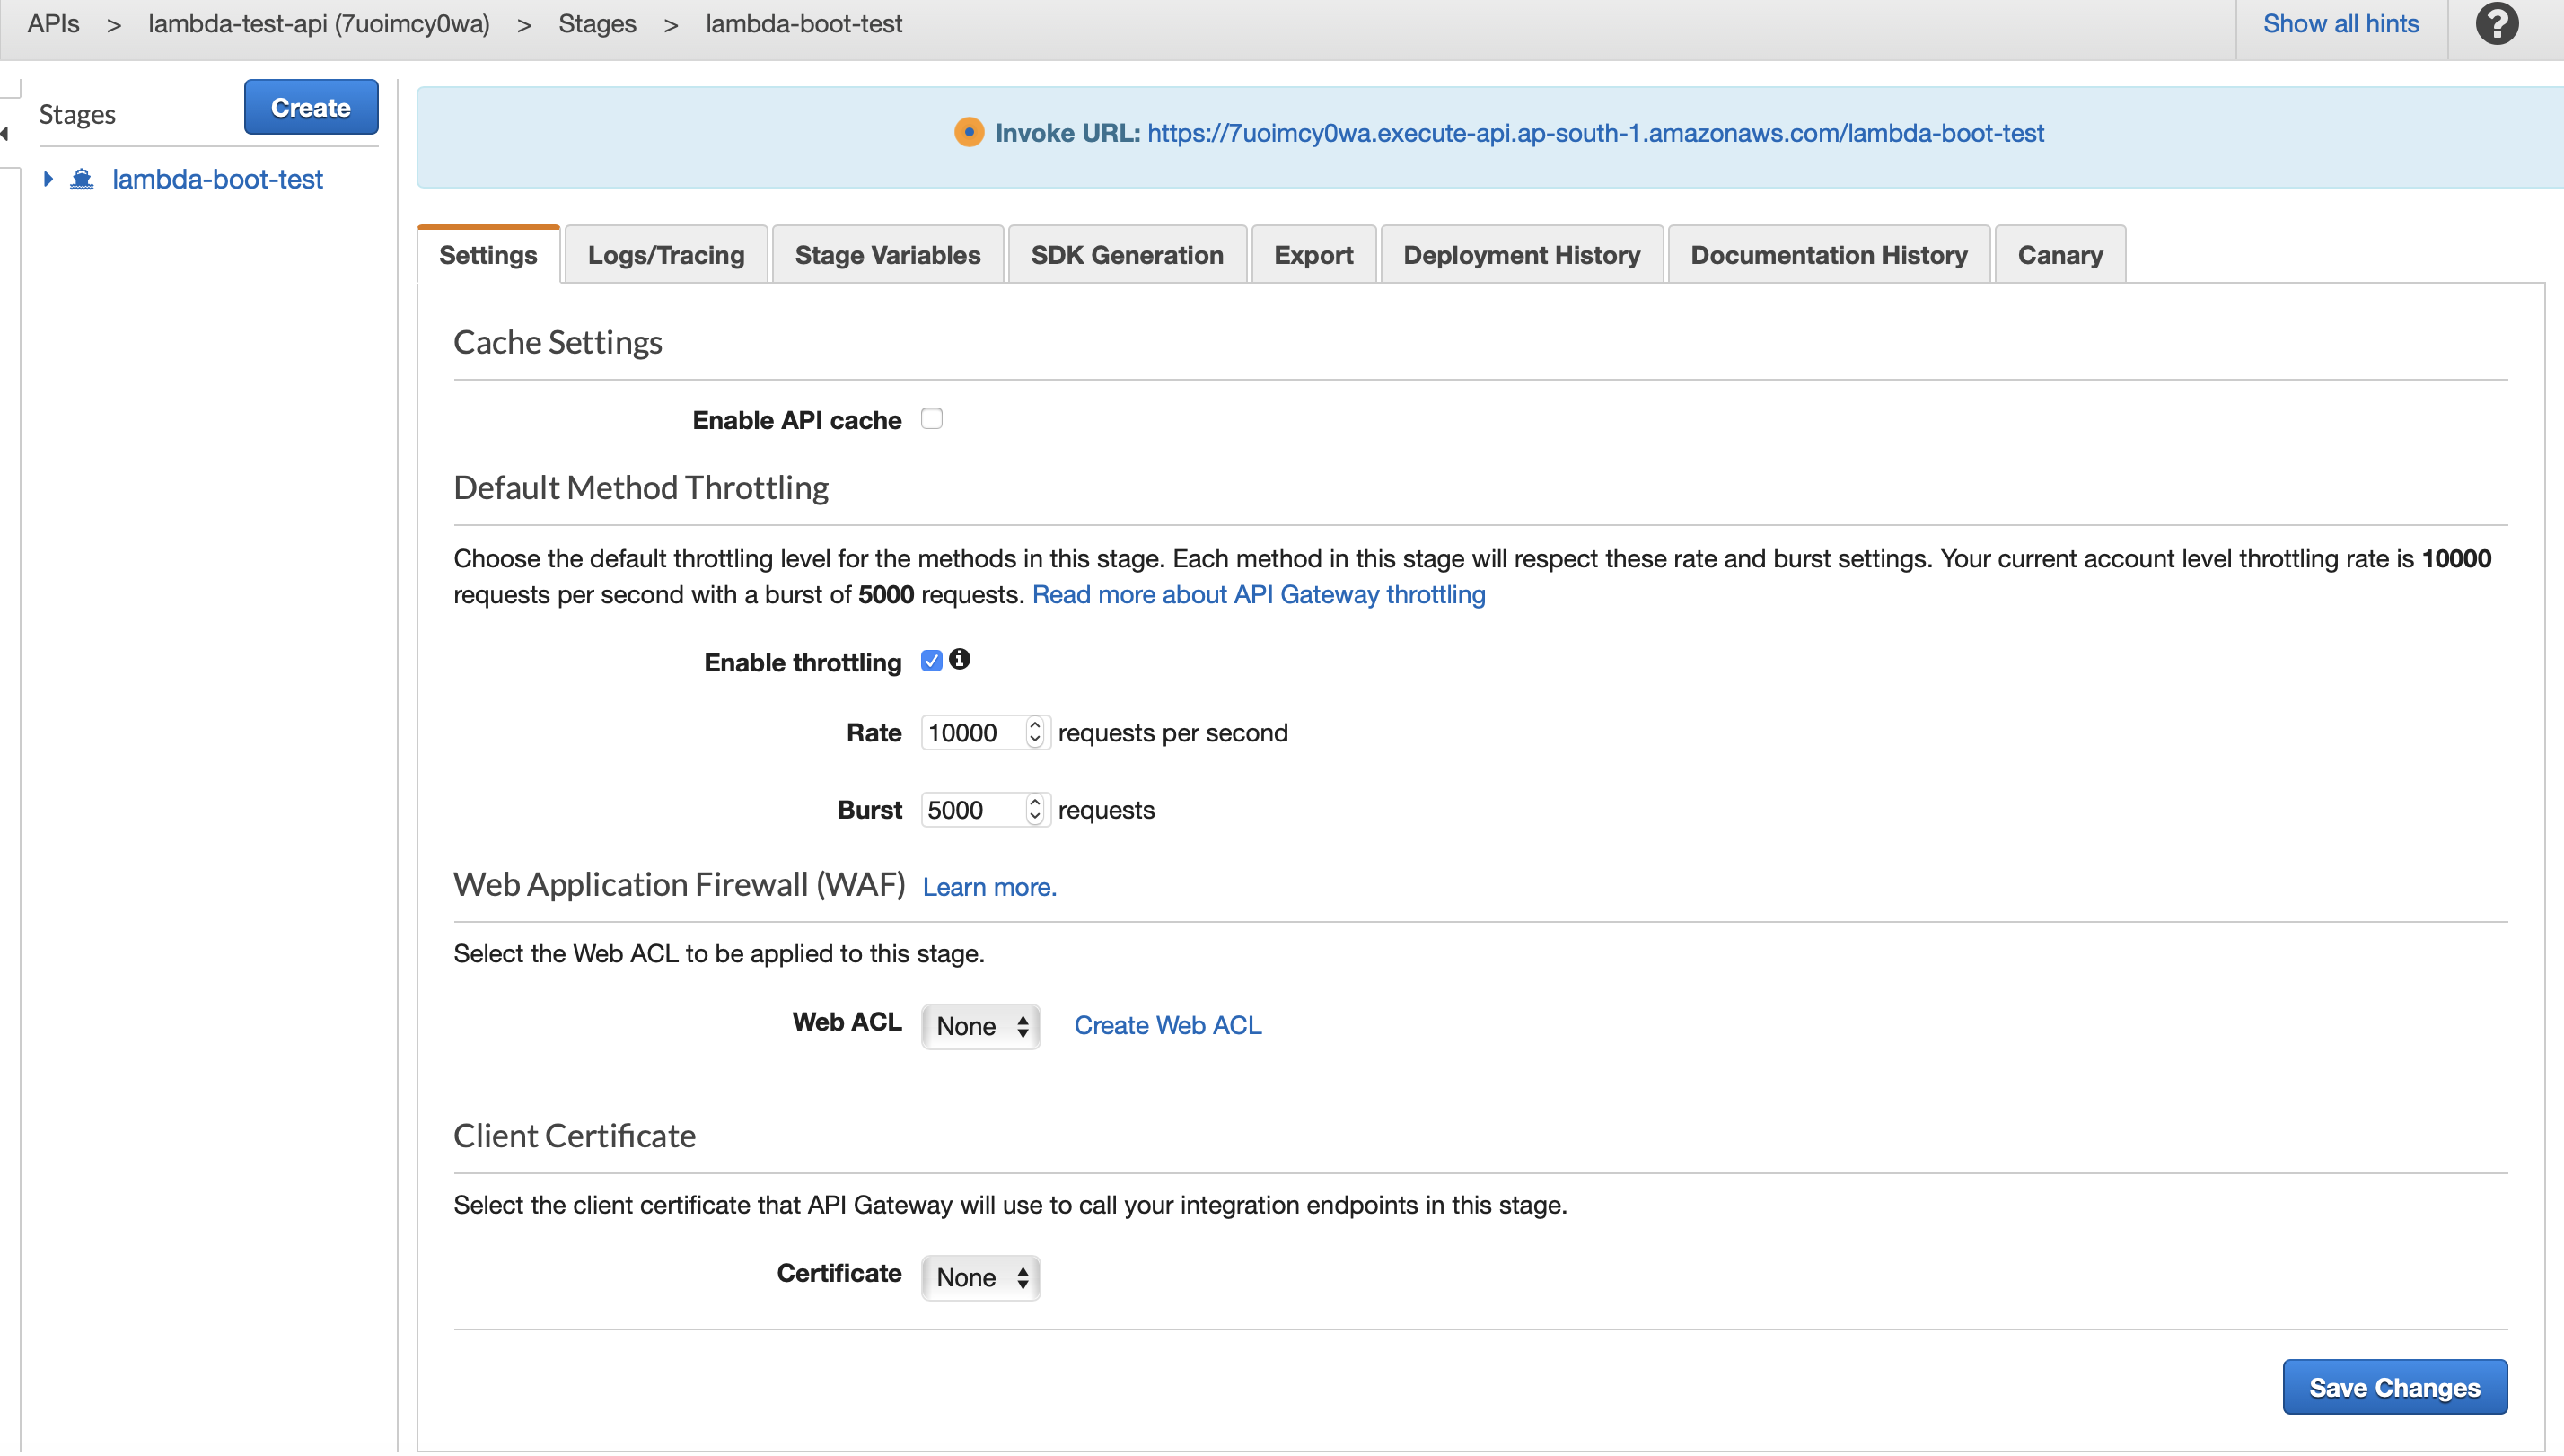 APIs > lambda-test-api (7uoimcy0wa) > Stages > lambda-boot-test
Show all hints
Stages
Create
lambda-boot-test
Invoke URL: https://7uoimcy0wa.execute-api.ap-south-1.amazonaws.com/lambda-boot-test
Settings
Logs/Tracing
Stage Variables
SDK Generation
Export
Deployment History
Documentation History
Canary
Cache Settings
Enable API cache
Default Method Throttling
Choose the default throttling level for the methods in this stage. Each method in this stage will respect these rate and burst settings. Your current account level throttling rate is 10000
requests per second with a burst of 5000 requests. Read more about API Gateway throttling
Enable throttling
Rate 10000 requests per second
Burst 5000 requests
Web Application Firewall (WAF) Learn more.
Select the Web ACL to be applied to this stage.
Web ACL None Create Web ACL
Client Certificate
Select the client certificate that API Gateway will use to call your integration endpoints in this stage.
Certificate None
Save Changes